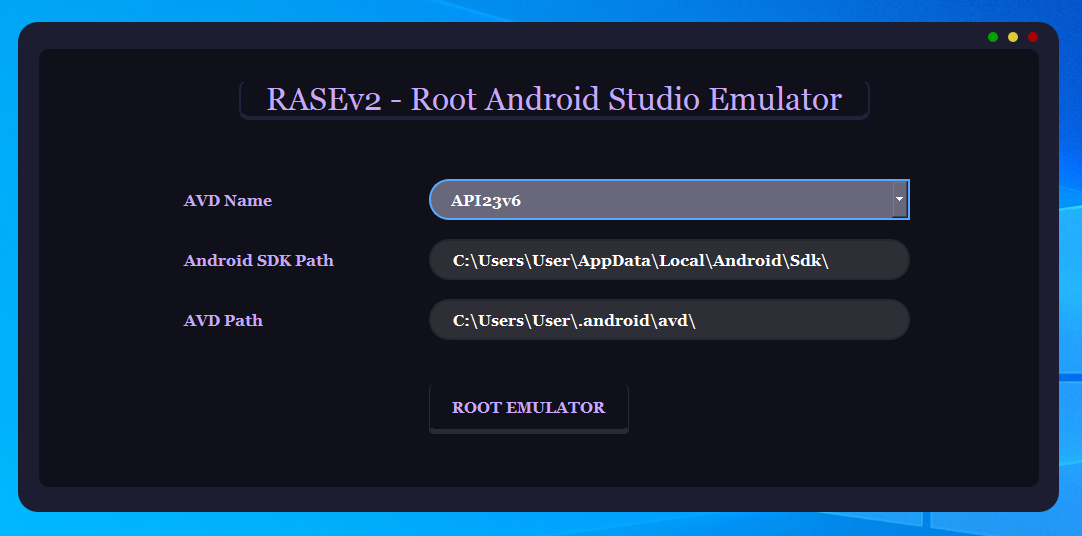 RASEv2 - Root Android Studio Emulator
AVD Name
API23v6
Android SDK Path
C:\Users\User\AppData\Local\Android\Sdk\
AVD Path
C:\Users\User\.android\avd\
ROOT EMULATOR